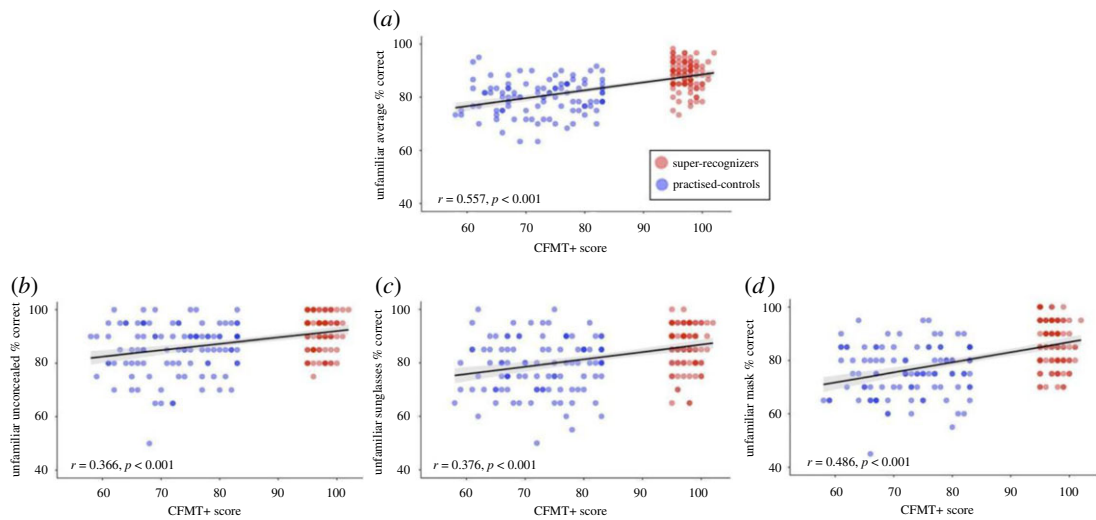 (a)
unfamiliar average % correct
100
80
60
40
super-recognizers
practised-controls
r = 0.557, p < 0.001
60 70 80 90 100
CFMT+ score
(b)
unfamiliar unconcealed % correct
100
80
60
40
r = 0.366, p < 0.001
60 70 80 90 100
CFMT+ score
(c)
unfamiliar sunglasses % correct
100
80
60
40
r = 0.376, p < 0.001
60 70 80 90 100
CFMT+ score
(d)
unfamiliar mask % correct
100
80
60
40
r = 0.486, p < 0.001
60 70 80 90 100
CFMT+ score